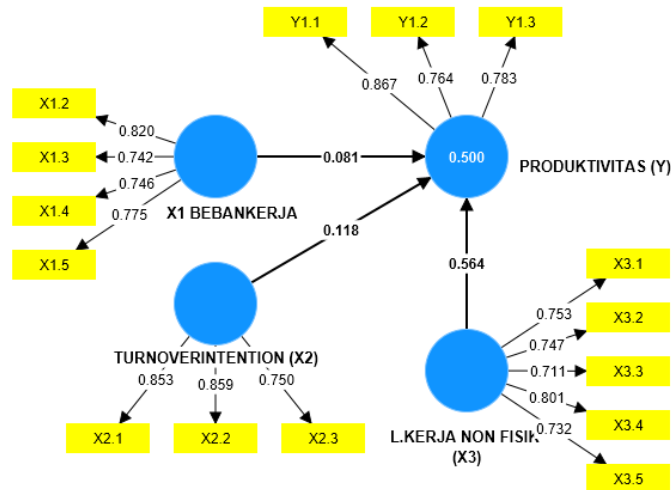 Y1.1
Y1.2
Y1.3
0.867
0.764
0.783
X1.2
X1.3
X1.4
X1.5
0.820
0.742
0.746
0.775
X1 BEBANKERJA
0.081
0.500
PRODUKTIVITAS (Y)
0.118
0.564
TURNOVERINTENTION (X2)
0.853
0.859
0.750
X2.1
X2.2
X2.3
L.KERJA NON FISIK
(X3)
0.753
0.747
0.711
0.801
0.732
X3.1
X3.2
X3.3
X3.4
X3.5